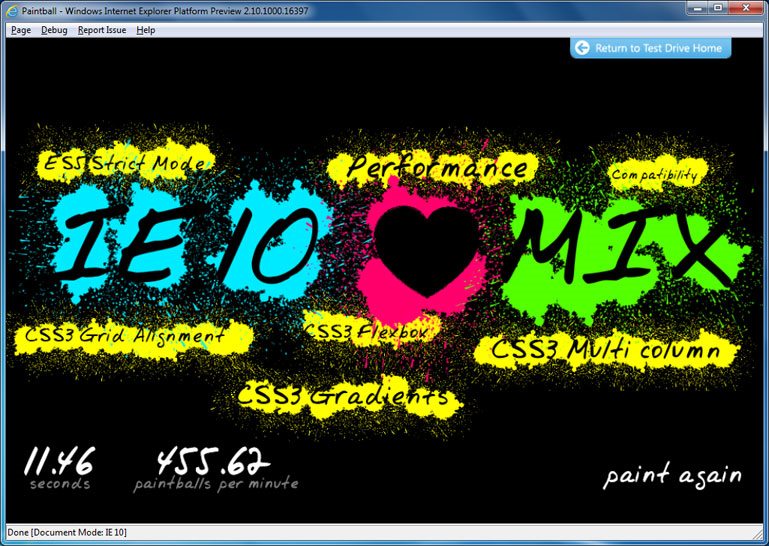 Paintball - Windows Internet Explorer Platform Preview 2.10.1000.16397
Page Debug Report Issue Help
Return to Test Drive Home
ES5 Strict Mode
Performance
Compatibility
IE 10 MIX
CSS3 Grid Alignment
CSS3 Flexbox
CSS3 Multi column
CSS3 Gradients
11.46
seconds
455.62
paintballs per minute
paint again
Done [Document Mode: IE 10]